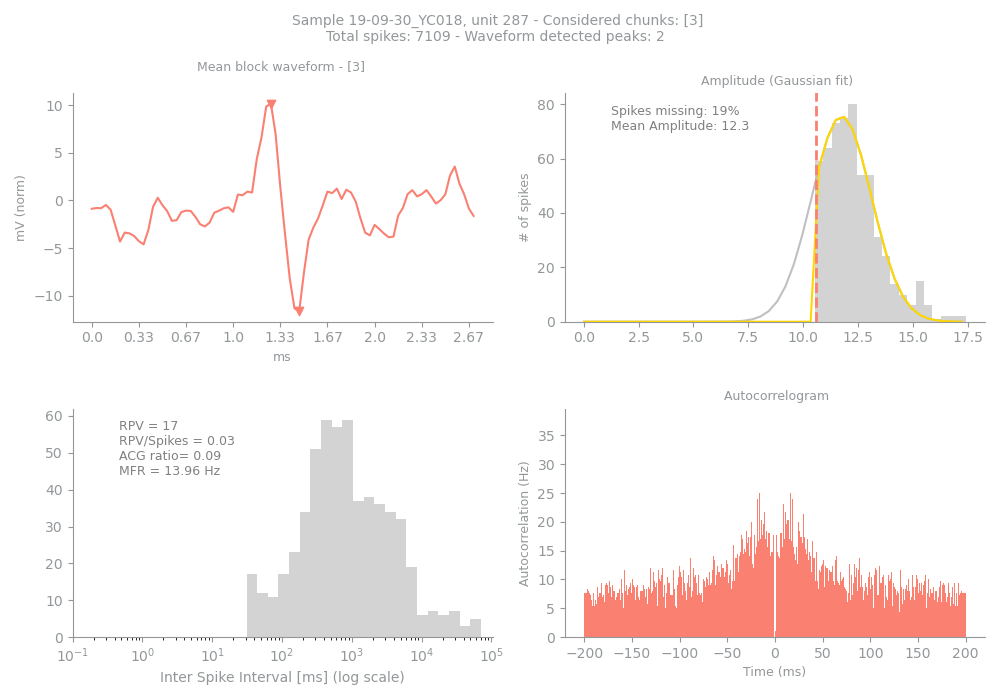 Sample 19-09-30_YC018, unit 287 - Considered chunks: [3]
Total spikes: 7109 - Waveform detected peaks: 2
Mean block waveform - [3]
mV (norm)
10
5
0
−5
−10
0.0 0.33 0.67 1.0 1.33 1.67 2.0 2.33 2.67
ms
Amplitude (Gaussian fit)
Spikes missing: 19%
Mean Amplitude: 12.3
# of spikes
80
60
40
20
0
0.0 2.5 5.0 7.5 10.0 12.5 15.0 17.5
RPV = 17
RPV/Spikes = 0.03
ACG ratio= 0.09
MFR = 13.96 Hz
60
50
40
30
20
10
0
10⁻¹ 10⁰ 10¹ 10² 10³ 10⁴ 10⁵
Inter Spike Interval [ms] (log scale)
Autocorrelogram
Autocorrelation (Hz)
35
30
25
20
15
10
5
0
−200 −150 −100 −50 0 50 100 150 200
Time (ms)